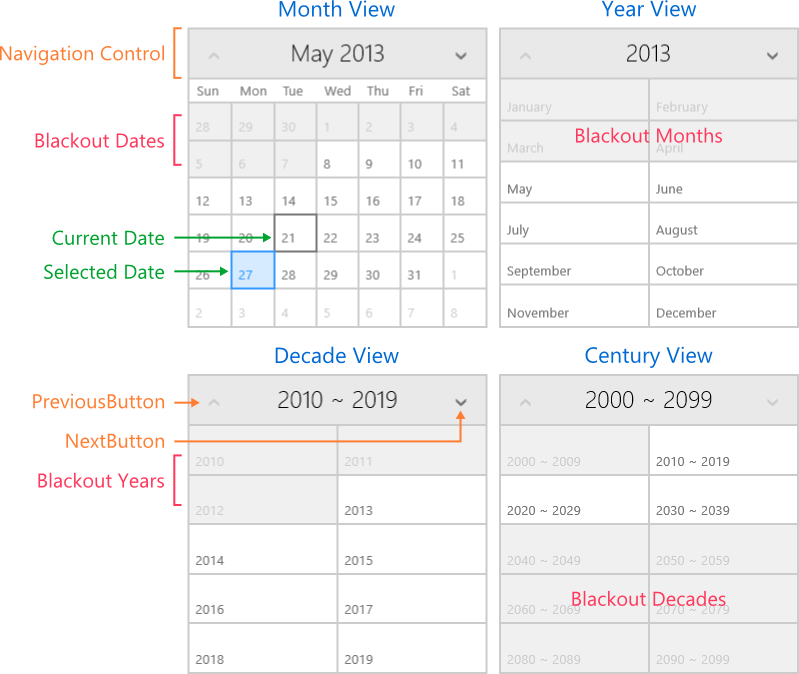 Month View
Year View
Navigation Control
May 2013
2013
Sun Mon Tue Wed Thu Fri Sat
Blackout Dates
28 29 30 1 2 3 4
5 6 7 8 9 10 11
12 13 14 15 16 17 18
Current Date
19 20 21 22 23 24 25
Selected Date
26 27 28 29 30 31 1
2 3 4 5 6 7 8
January February
Blackout Months
March April
May June
July August
September October
November December
Decade View
Century View
PreviousButton
2010 ~ 2019
NextButton
Blackout Years
2010 2011
2012 2013
2014 2015
2016 2017
2018 2019
2000 ~ 2099
2000 ~ 2009 2010 ~ 2019
2020 ~ 2029 2030 ~ 2039
2040 ~ 2049 2050 ~ 2059
Blackout Decades
2060 ~ 2069 2070 ~ 2079
2080 ~ 2089 2090 ~ 2099